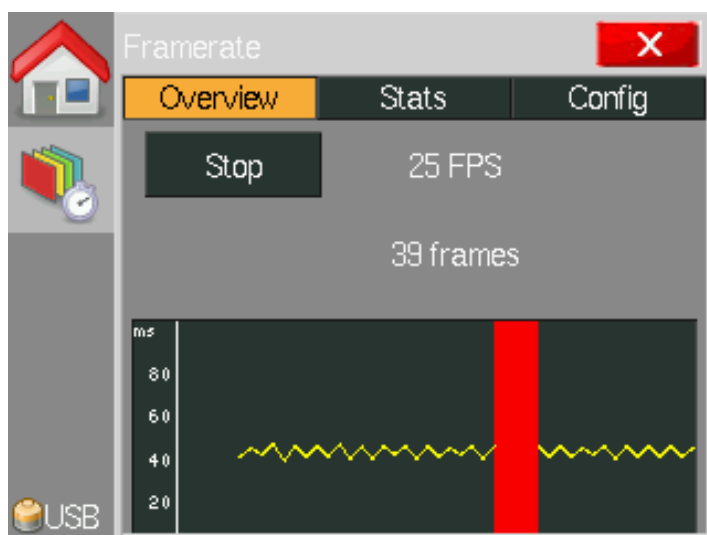 Framerate
Overview Stats Config
Stop 25 FPS
39 frames
ms
80
60
40
20
USB